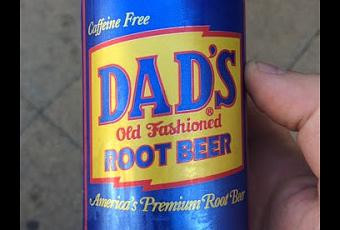 Caffeine Free
DAD'S
®
Old Fashioned
ROOT BEER
America's Premium Root Beer